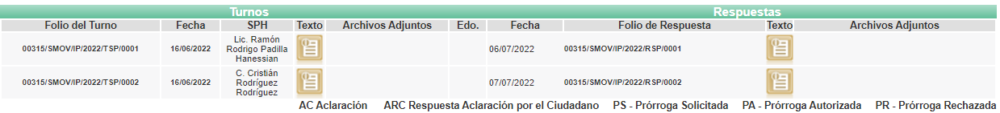 Turnos Respuestas
Folio del Turno Fecha SPH Texto Archivos Adjuntos Edo. Fecha Folio de Respuesta Texto Archivos Adjuntos
00315/SMOV/IP/2022/TSP/0001 16/06/2022 Lic. Ramón Rodrigo Padilla Hanessian 06/07/2022 00315/SMOV/IP/2022/RSP/0001
00315/SMOV/IP/2022/TSP/0002 16/06/2022 C. Cristián Rodríguez Rodríguez 07/07/2022 00315/SMOV/IP/2022/RSP/0002
AC Aclaración ARC Respuesta Aclaración por el Ciudadano PS - Prórroga Solicitada PA - Prórroga Autorizada PR - Prórroga Rechazada